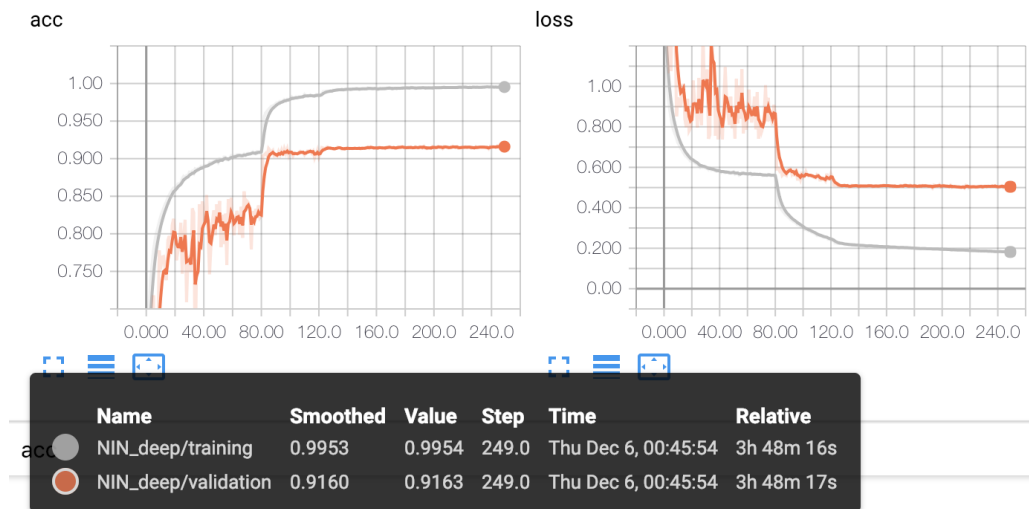 acc
loss
1.00
0.950
0.900
0.850
0.800
0.750
0.000 40.00 80.00 120.0 160.0 200.0 240.0
1.00
0.800
0.600
0.400
0.200
0.00
0.000 40.00 80.00 120.0 160.0 200.0 240.0
Name Smoothed Value Step Time Relative
acc
NIN_deep/training 0.9953 0.9954 249.0 Thu Dec 6, 00:45:54 3h 48m 16s
NIN_deep/validation 0.9160 0.9163 249.0 Thu Dec 6, 00:45:54 3h 48m 17s